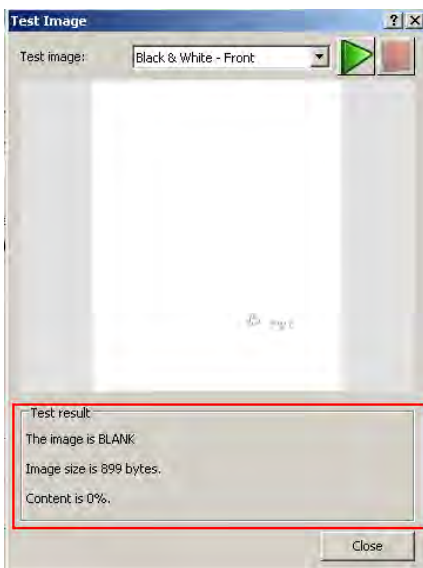 Test Image
Test image: Black & White - Front
Test result
The image is BLANK
Image size is 899 bytes.
Content is 0%.
Close